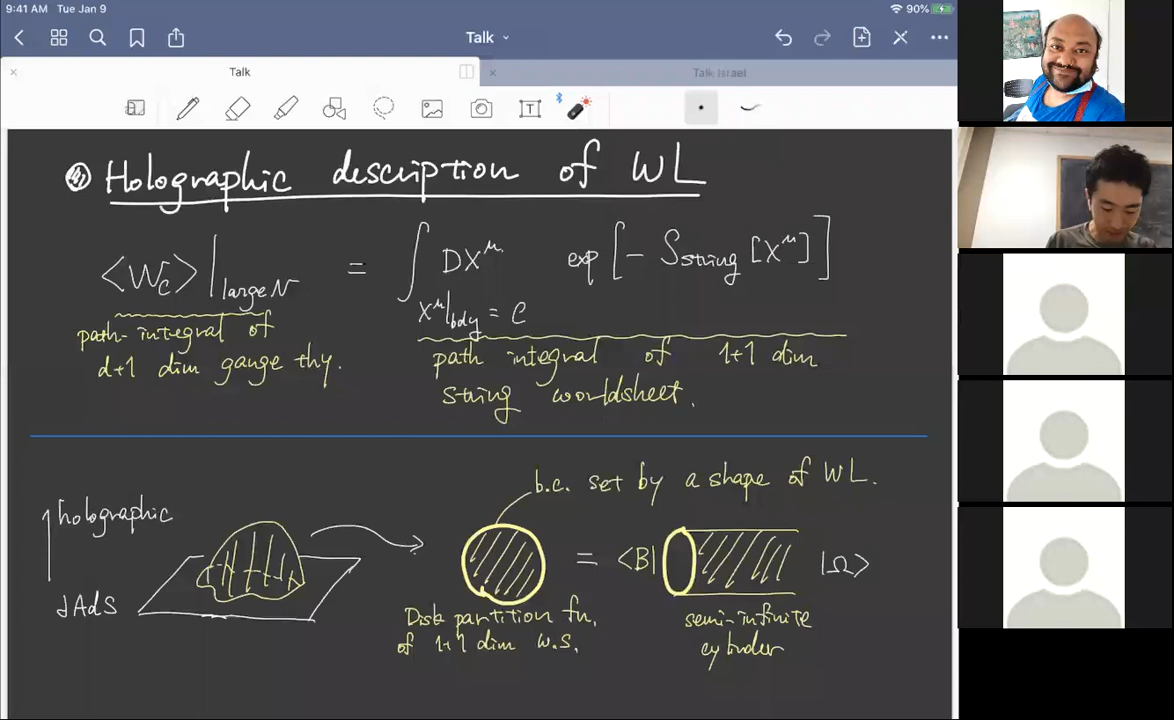 9:41 AM Tue Jan 9
90%
Talk
Talk
Talk Israel
Holographic description of WL
<W_C>|_large N = ∫ DX^μ exp[- S_string [X^μ]]
X^μ|_bdy = C
path-integral of
d+1 dim gauge thy.
path integral of 1+1 dim
string worldsheet.
b.c. set by a shape of WL.
holographic
∂AdS
= <B| |Ω>
Disk partition fn.
of 1+1 dim w.s.
semi-infinite
cylinder